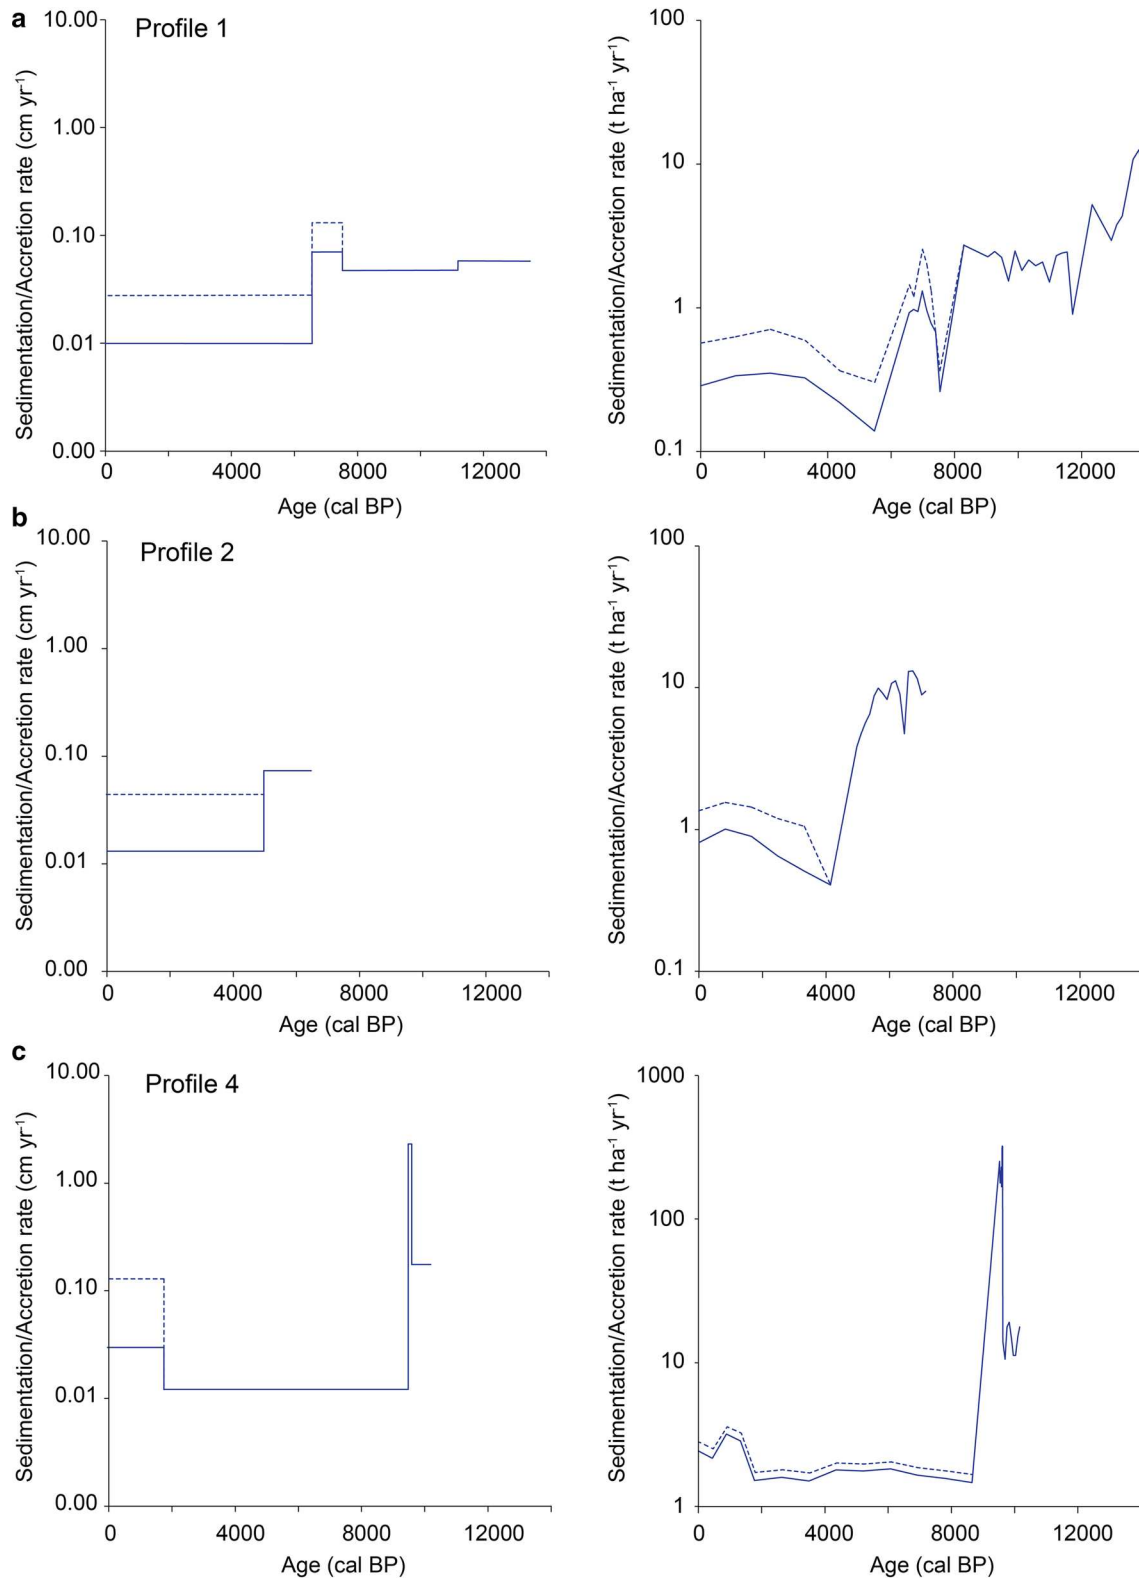 a
Profile 1
Sedimentation/Accretion rate (cm yr⁻¹)
10.00
1.00
0.10
0.01
0.00
0 4000 8000 12000
Age (cal BP)
Sedimentation/Accretion rate (t ha⁻¹ yr⁻¹)
100
10
1
0.1
0 4000 8000 12000
Age (cal BP)
b
Profile 2
Sedimentation/Accretion rate (cm yr⁻¹)
10.00
1.00
0.10
0.01
0.00
0 4000 8000 12000
Age (cal BP)
Sedimentation/Accretion rate (t ha⁻¹ yr⁻¹)
100
10
1
0.1
0 4000 8000 12000
Age (cal BP)
c
Profile 4
Sedimentation/Accretion rate (cm yr⁻¹)
10.00
1.00
0.10
0.01
0.00
0 4000 8000 12000
Age (cal BP)
Sedimentation/Accretion rate (t ha⁻¹ yr⁻¹)
1000
100
10
1
0 4000 8000 12000
Age (cal BP)